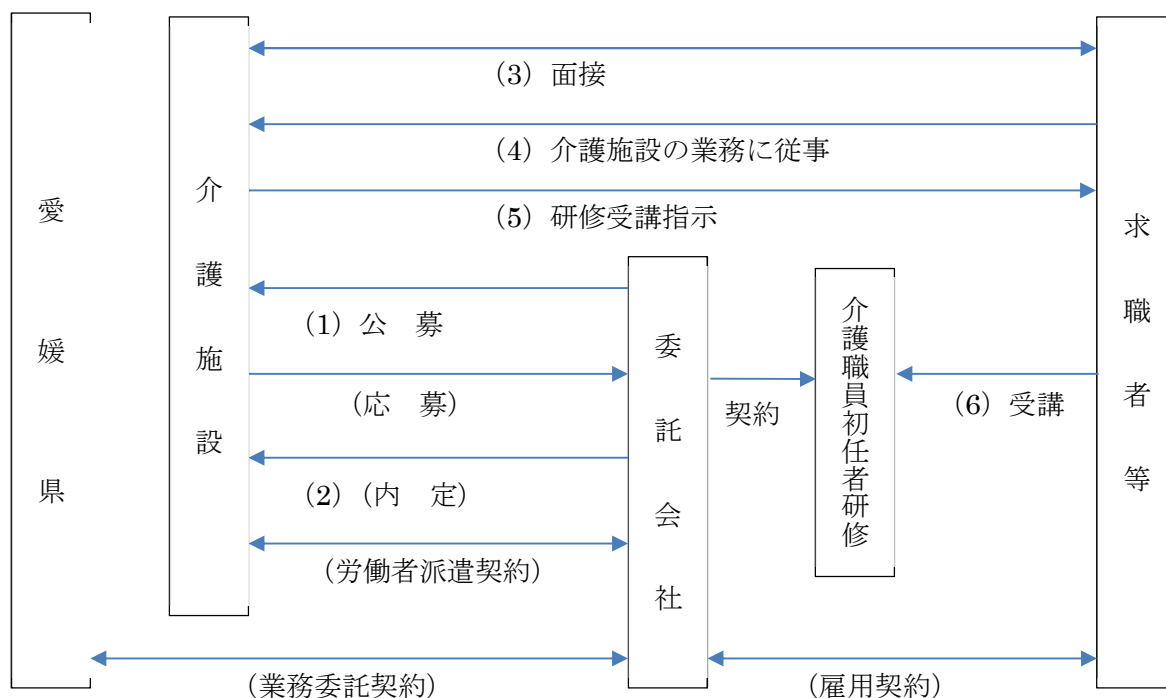 愛媛県
介護施設
(3) 面接
(4) 介護施設の業務に従事
(5) 研修受講指示
(1) 公　募
(応　募)
(2) (内　定)
(労働者派遣契約)
委託会社
契約
介護職員初任者研修
(6) 受講
求職者等
(業務委託契約)
(雇用契約)